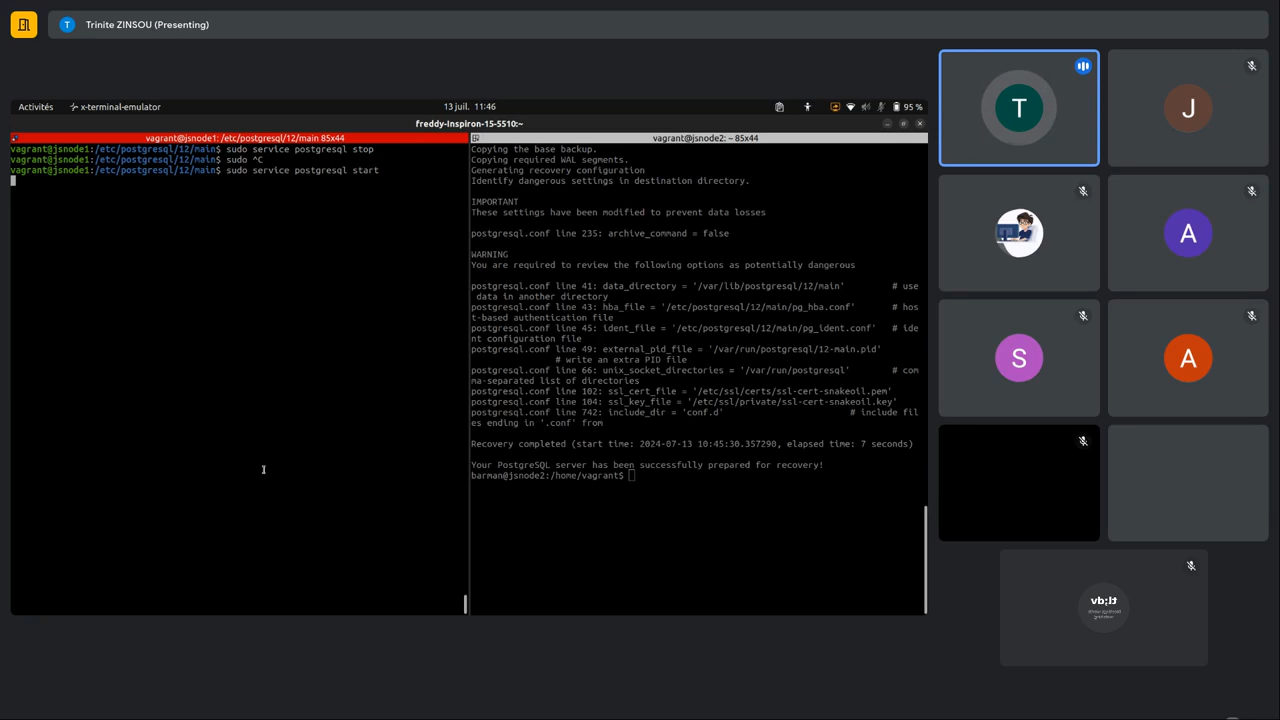 T Trinite ZINSOU (Presenting)
Activités x-terminal-emulator 13 juil. 11:46 95 %
freddy-Inspiron-15-5510:~
vagrant@jsnode1: /etc/postgresql/12/main 85x44
vagrant@jsnode1:/etc/postgresql/12/main$ sudo service postgresql stop
vagrant@jsnode1:/etc/postgresql/12/main$ sudo ^C
vagrant@jsnode1:/etc/postgresql/12/main$ sudo service postgresql start
vagrant@jsnode2: ~ 85x44
Copying the base backup.
Copying required WAL segments.
Generating recovery configuration
Identify dangerous settings in destination directory.
IMPORTANT
These settings have been modified to prevent data losses
postgresql.conf line 235: archive_command = false
WARNING
You are required to review the following options as potentially dangerous
postgresql.conf line 41: data_directory = '/var/lib/postgresql/12/main' # use
data in another directory
postgresql.conf line 43: hba_file = '/etc/postgresql/12/main/pg_hba.conf' # hos
t-based authentication file
postgresql.conf line 45: ident_file = '/etc/postgresql/12/main/pg_ident.conf' # ide
nt configuration file
postgresql.conf line 49: external_pid_file = '/var/run/postgresql/12-main.pid'
# write an extra PID file
postgresql.conf line 66: unix_socket_directories = '/var/run/postgresql' # com
ma-separated list of directories
postgresql.conf line 102: ssl_cert_file = '/etc/ssl/certs/ssl-cert-snakeoil.pem'
postgresql.conf line 104: ssl_key_file = '/etc/ssl/private/ssl-cert-snakeoil.key'
postgresql.conf line 742: include_dir = 'conf.d' # include fil
es ending in '.conf' from
Recovery completed (start time: 2024-07-13 10:45:30.357290, elapsed time: 7 seconds)
Your PostgreSQL server has been successfully prepared for recovery!
barman@jsnode2:/home/vagrant$
T
J
A
S
A